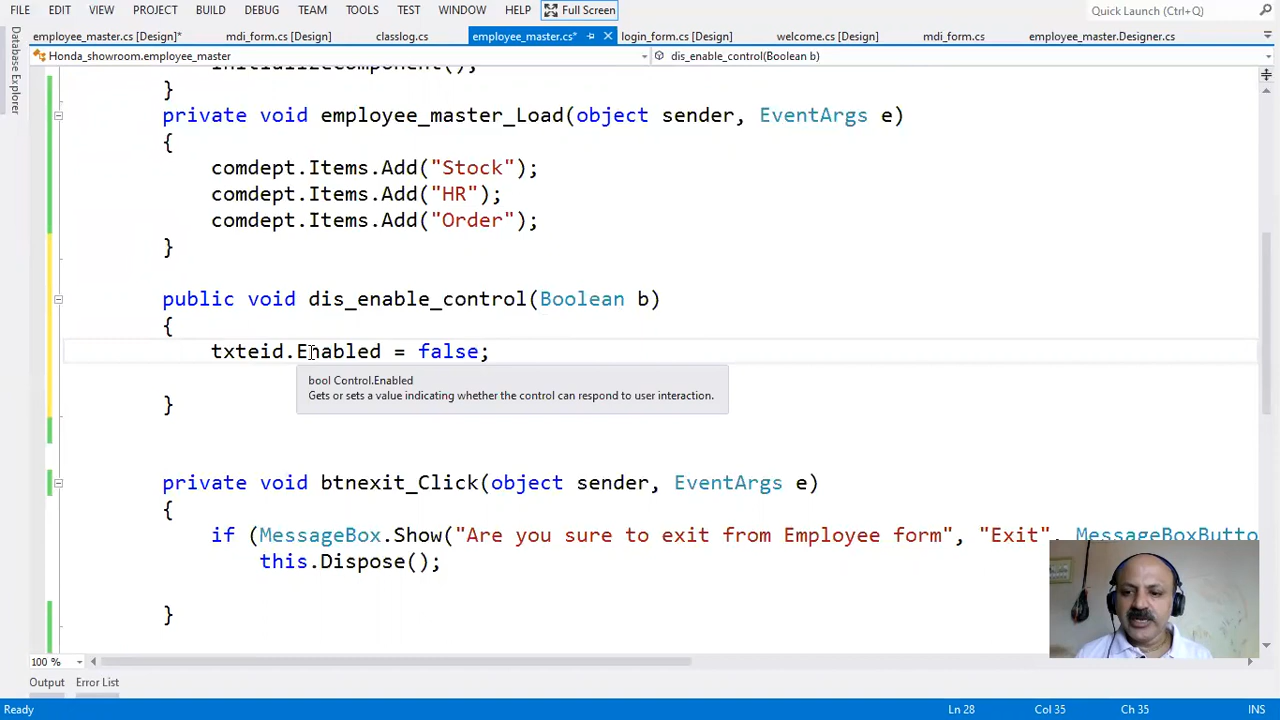 FILE EDIT VIEW PROJECT BUILD DEBUG TEAM TOOLS TEST WINDOW HELP Full Screen Quick Launch (Ctrl+Q)
employee_master.cs [Design]* mdi_form.cs [Design] classlog.cs employee_master.cs* login_form.cs [Design] welcome.cs [Design] mdi_form.cs employee_master.Designer.cs
Database Explorer
Honda_showroom.employee_master dis_enable_control(Boolean b)
InitializeComponent();
}
private void employee_master_Load(object sender, EventArgs e)
{
comdept.Items.Add("Stock");
comdept.Items.Add("HR");
comdept.Items.Add("Order");
}
public void dis_enable_control(Boolean b)
{
txteid.Enabled = false;
bool Control.Enabled
Gets or sets a value indicating whether the control can respond to user interaction.
}
private void btnexit_Click(object sender, EventArgs e)
{
if (MessageBox.Show("Are you sure to exit from Employee form", "Exit", MessageBoxButto
this.Dispose();
}
100 %
Output Error List
Ready Ln 28 Col 35 Ch 35 INS